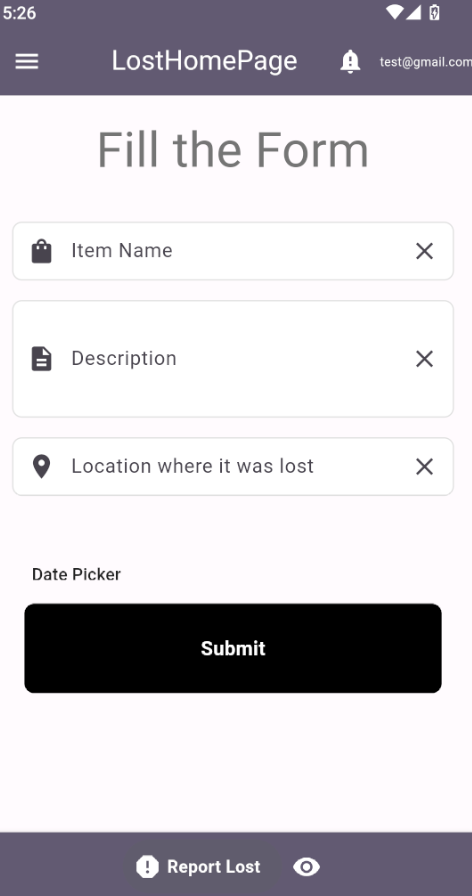 5:26
LostHomePage test@gmail.com
Fill the Form
Item Name
Description
Location where it was lost
Date Picker
Submit
Report Lost